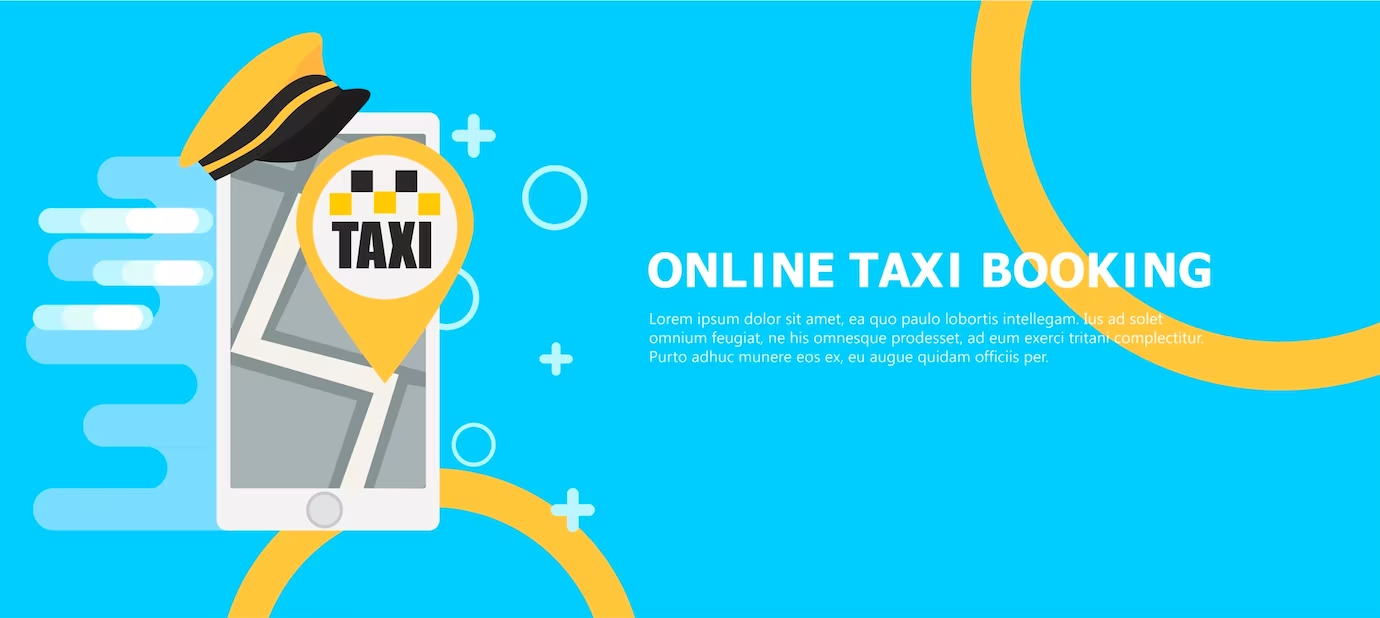 TAXI
ONLINE TAXI BOOKING
Lorem ipsum dolor sit amet, ea quo paulo lobortis intellegam. Ius ad solet
omnium feugiat, ne his omnesque prodesset, ad eum exerci tritani complectitur.
Purto adhuc munere eos ex, eu augue quidam officiis per.